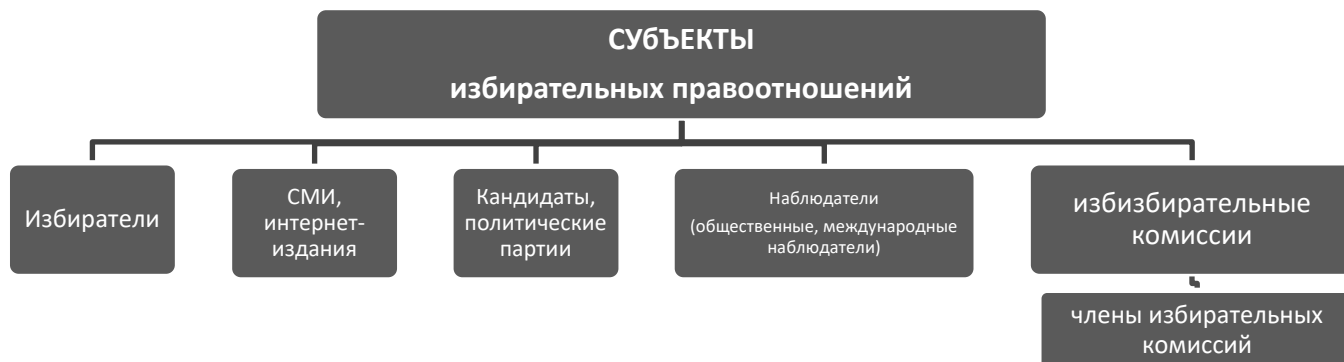 СУБЪЕКТЫ
избирательных правоотношений
Избиратели
СМИ,
интернет-
издания
Кандидаты,
политические
партии
Наблюдатели
(общественные, международные
наблюдатели)
избизбирательные
комиссии
члены избирательных
комиссий